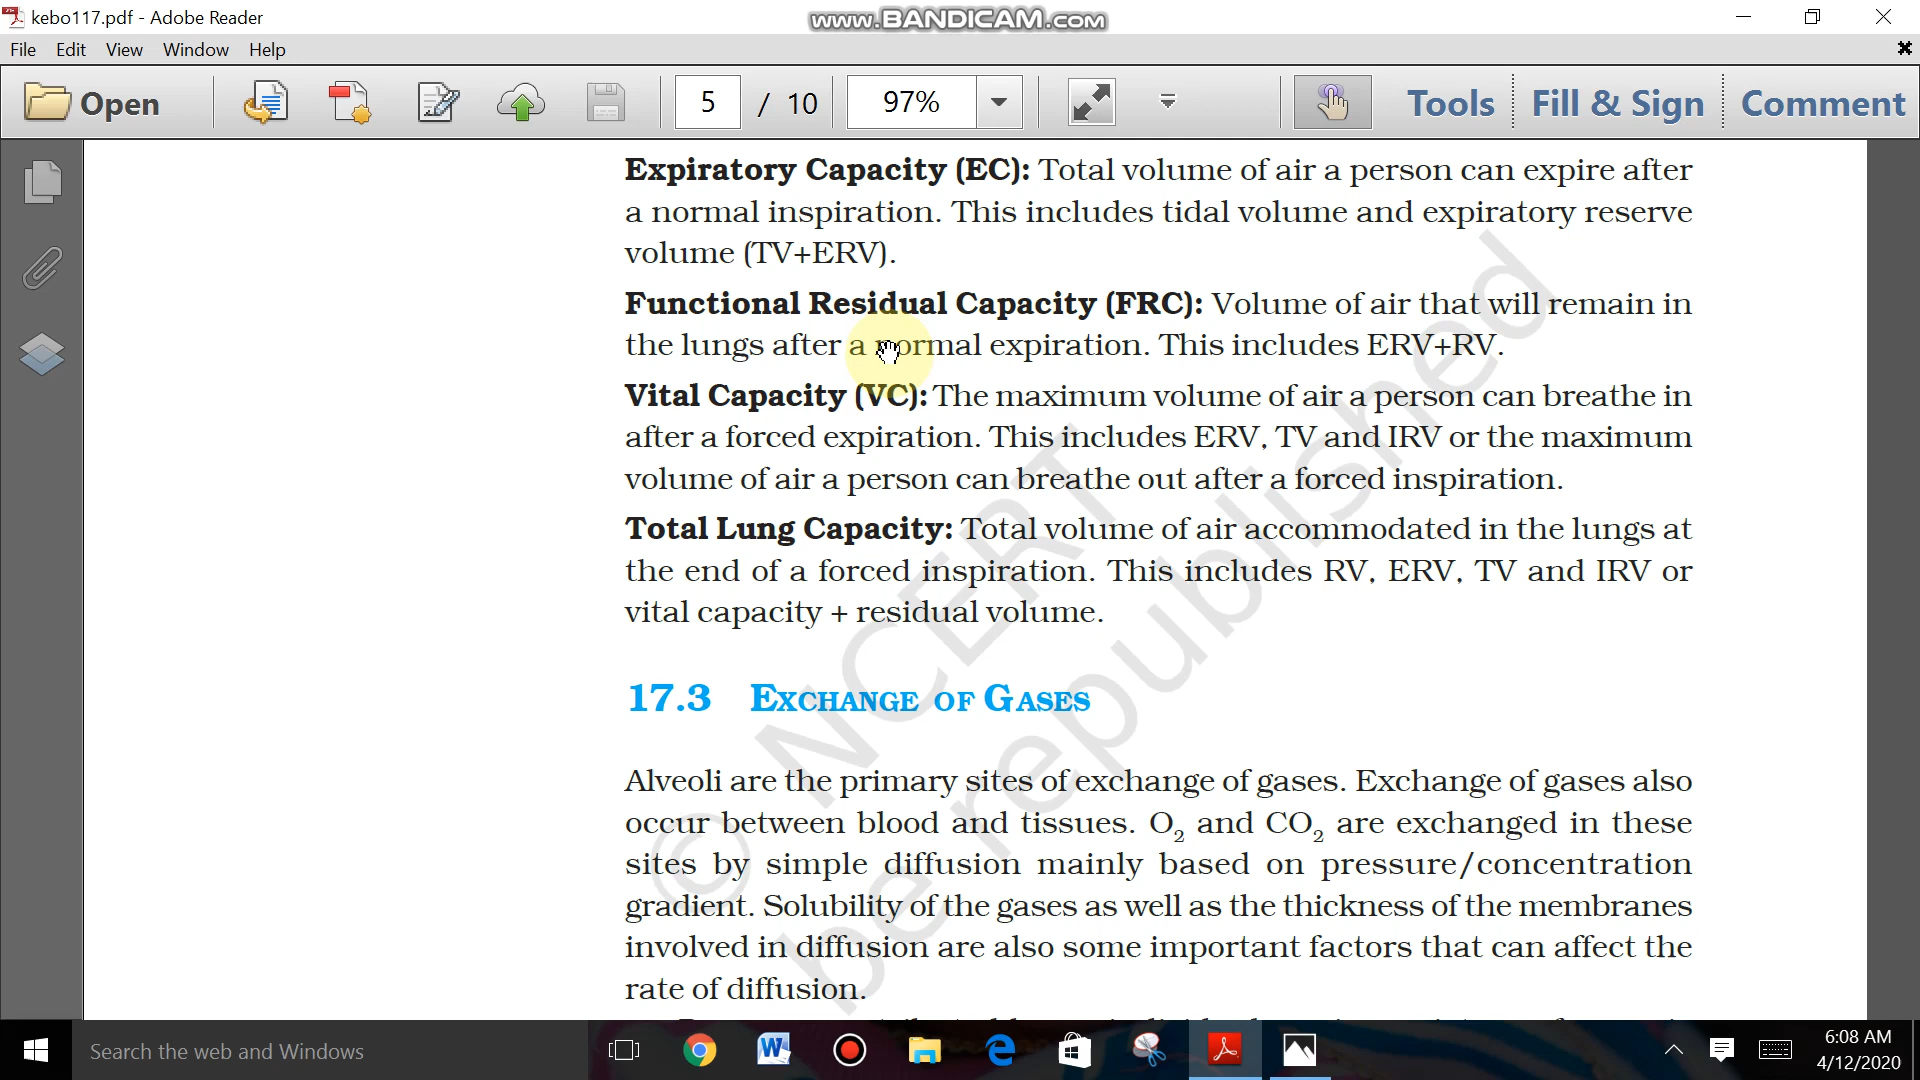 kebo117.pdf - Adobe Reader
www.BANDICAM.com
File Edit View Window Help
Open
5 / 10
97%
Tools
Fill & Sign
Comment
Expiratory Capacity (EC): Total volume of air a person can expire after
a normal inspiration. This includes tidal volume and expiratory reserve
volume (TV+ERV).
Functional Residual Capacity (FRC): Volume of air that will remain in
the lungs after a normal expiration. This includes ERV+RV.
Vital Capacity (VC): The maximum volume of air a person can breathe in
after a forced expiration. This includes ERV, TV and IRV or the maximum
volume of air a person can breathe out after a forced inspiration.
Total Lung Capacity: Total volume of air accommodated in the lungs at
the end of a forced inspiration. This includes RV, ERV, TV and IRV or
vital capacity + residual volume.
17.3 EXCHANGE OF GASES
Alveoli are the primary sites of exchange of gases. Exchange of gases also
occur between blood and tissues. O2 and CO2 are exchanged in these
sites by simple diffusion mainly based on pressure/concentration
gradient. Solubility of the gases as well as the thickness of the membranes
involved in diffusion are also some important factors that can affect the
rate of diffusion.
© NCERT
be republished
Search the web and Windows
6:08 AM
4/12/2020